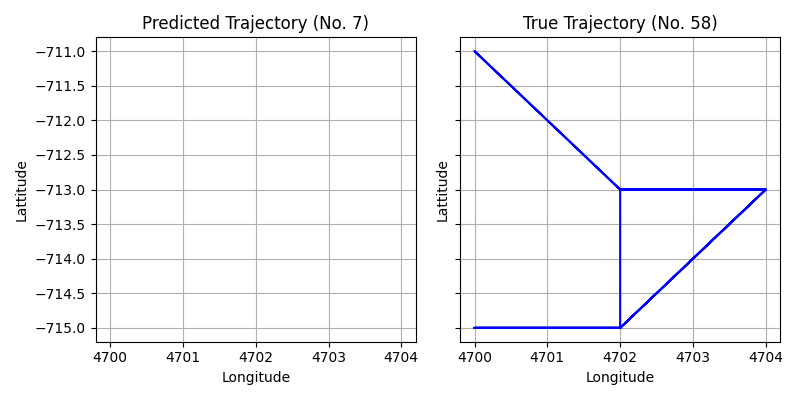 Predicted Trajectory (No. 7)
True Trajectory (No. 58)
Lattitude
−711.0
−711.5
−712.0
−712.5
−713.0
−713.5
−714.0
−714.5
−715.0
4700 4701 4702 4703 4704
Longitude
Lattitude
4700 4701 4702 4703 4704
Longitude